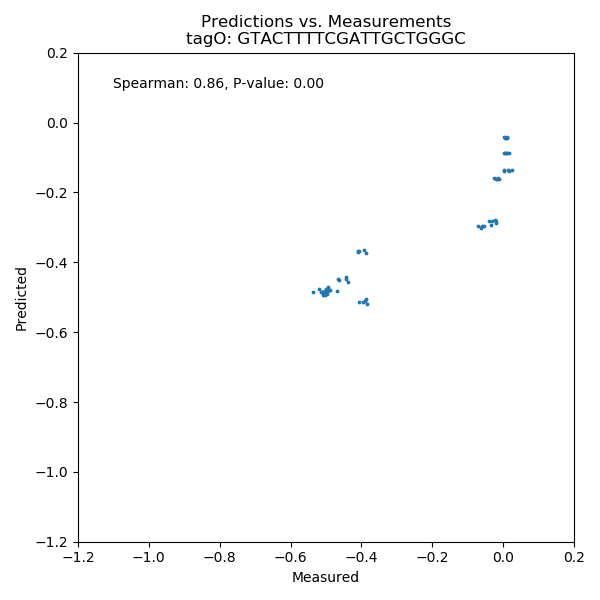 Predictions vs. Measurements
tagO: GTACTTTTCGATTGCTGGGC
Spearman: 0.86, P-value: 0.00
0.2
0.0
−0.2
−0.4
−0.6
−0.8
−1.0
−1.2
Predicted
−1.2 −1.0 −0.8 −0.6 −0.4 −0.2 0.0 0.2
Measured